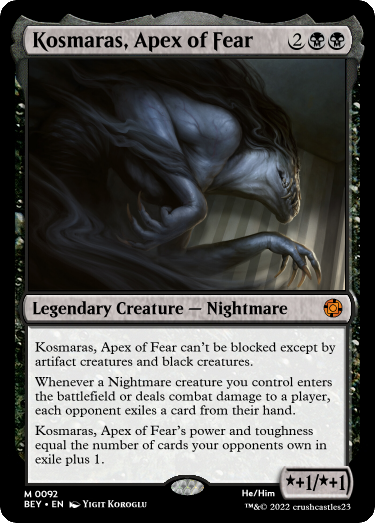 Kosmaras, Apex of Fear 2
Legendary Creature — Nightmare
Kosmaras, Apex of Fear can't be blocked except by
artifact creatures and black creatures.
Whenever a Nightmare creature you control enters
the battlefield or deals combat damage to a player,
each opponent exiles a card from their hand.
Kosmaras, Apex of Fear's power and toughness
equal the number of cards your opponents own in
exile plus 1.
*+1/*+1
M 0092
BEY • EN Yigit Koroglu
He/Him
™&© 2022 crushcastles23